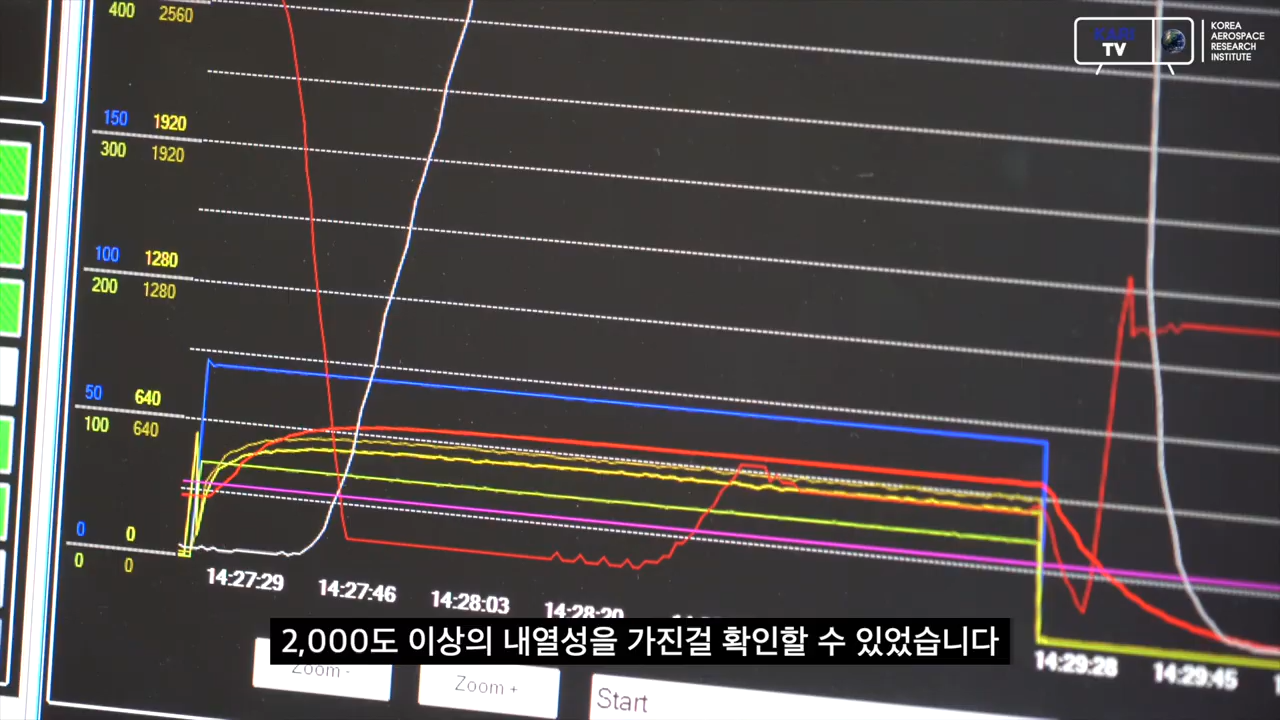 400 2560
KARI TV
KOREA
AEROSPACE
RESEARCH
INSTITUTE
150 1920
300 1920
100 1280
200 1280
50 640
100 640
0 0
0 0
14:27:29 14:27:46 14:28:03 14:28:20
14:29:28 14:29:45
2,000도 이상의 내열성을 가진걸 확인할 수 있었습니다
Zoom - Zoom +
Start